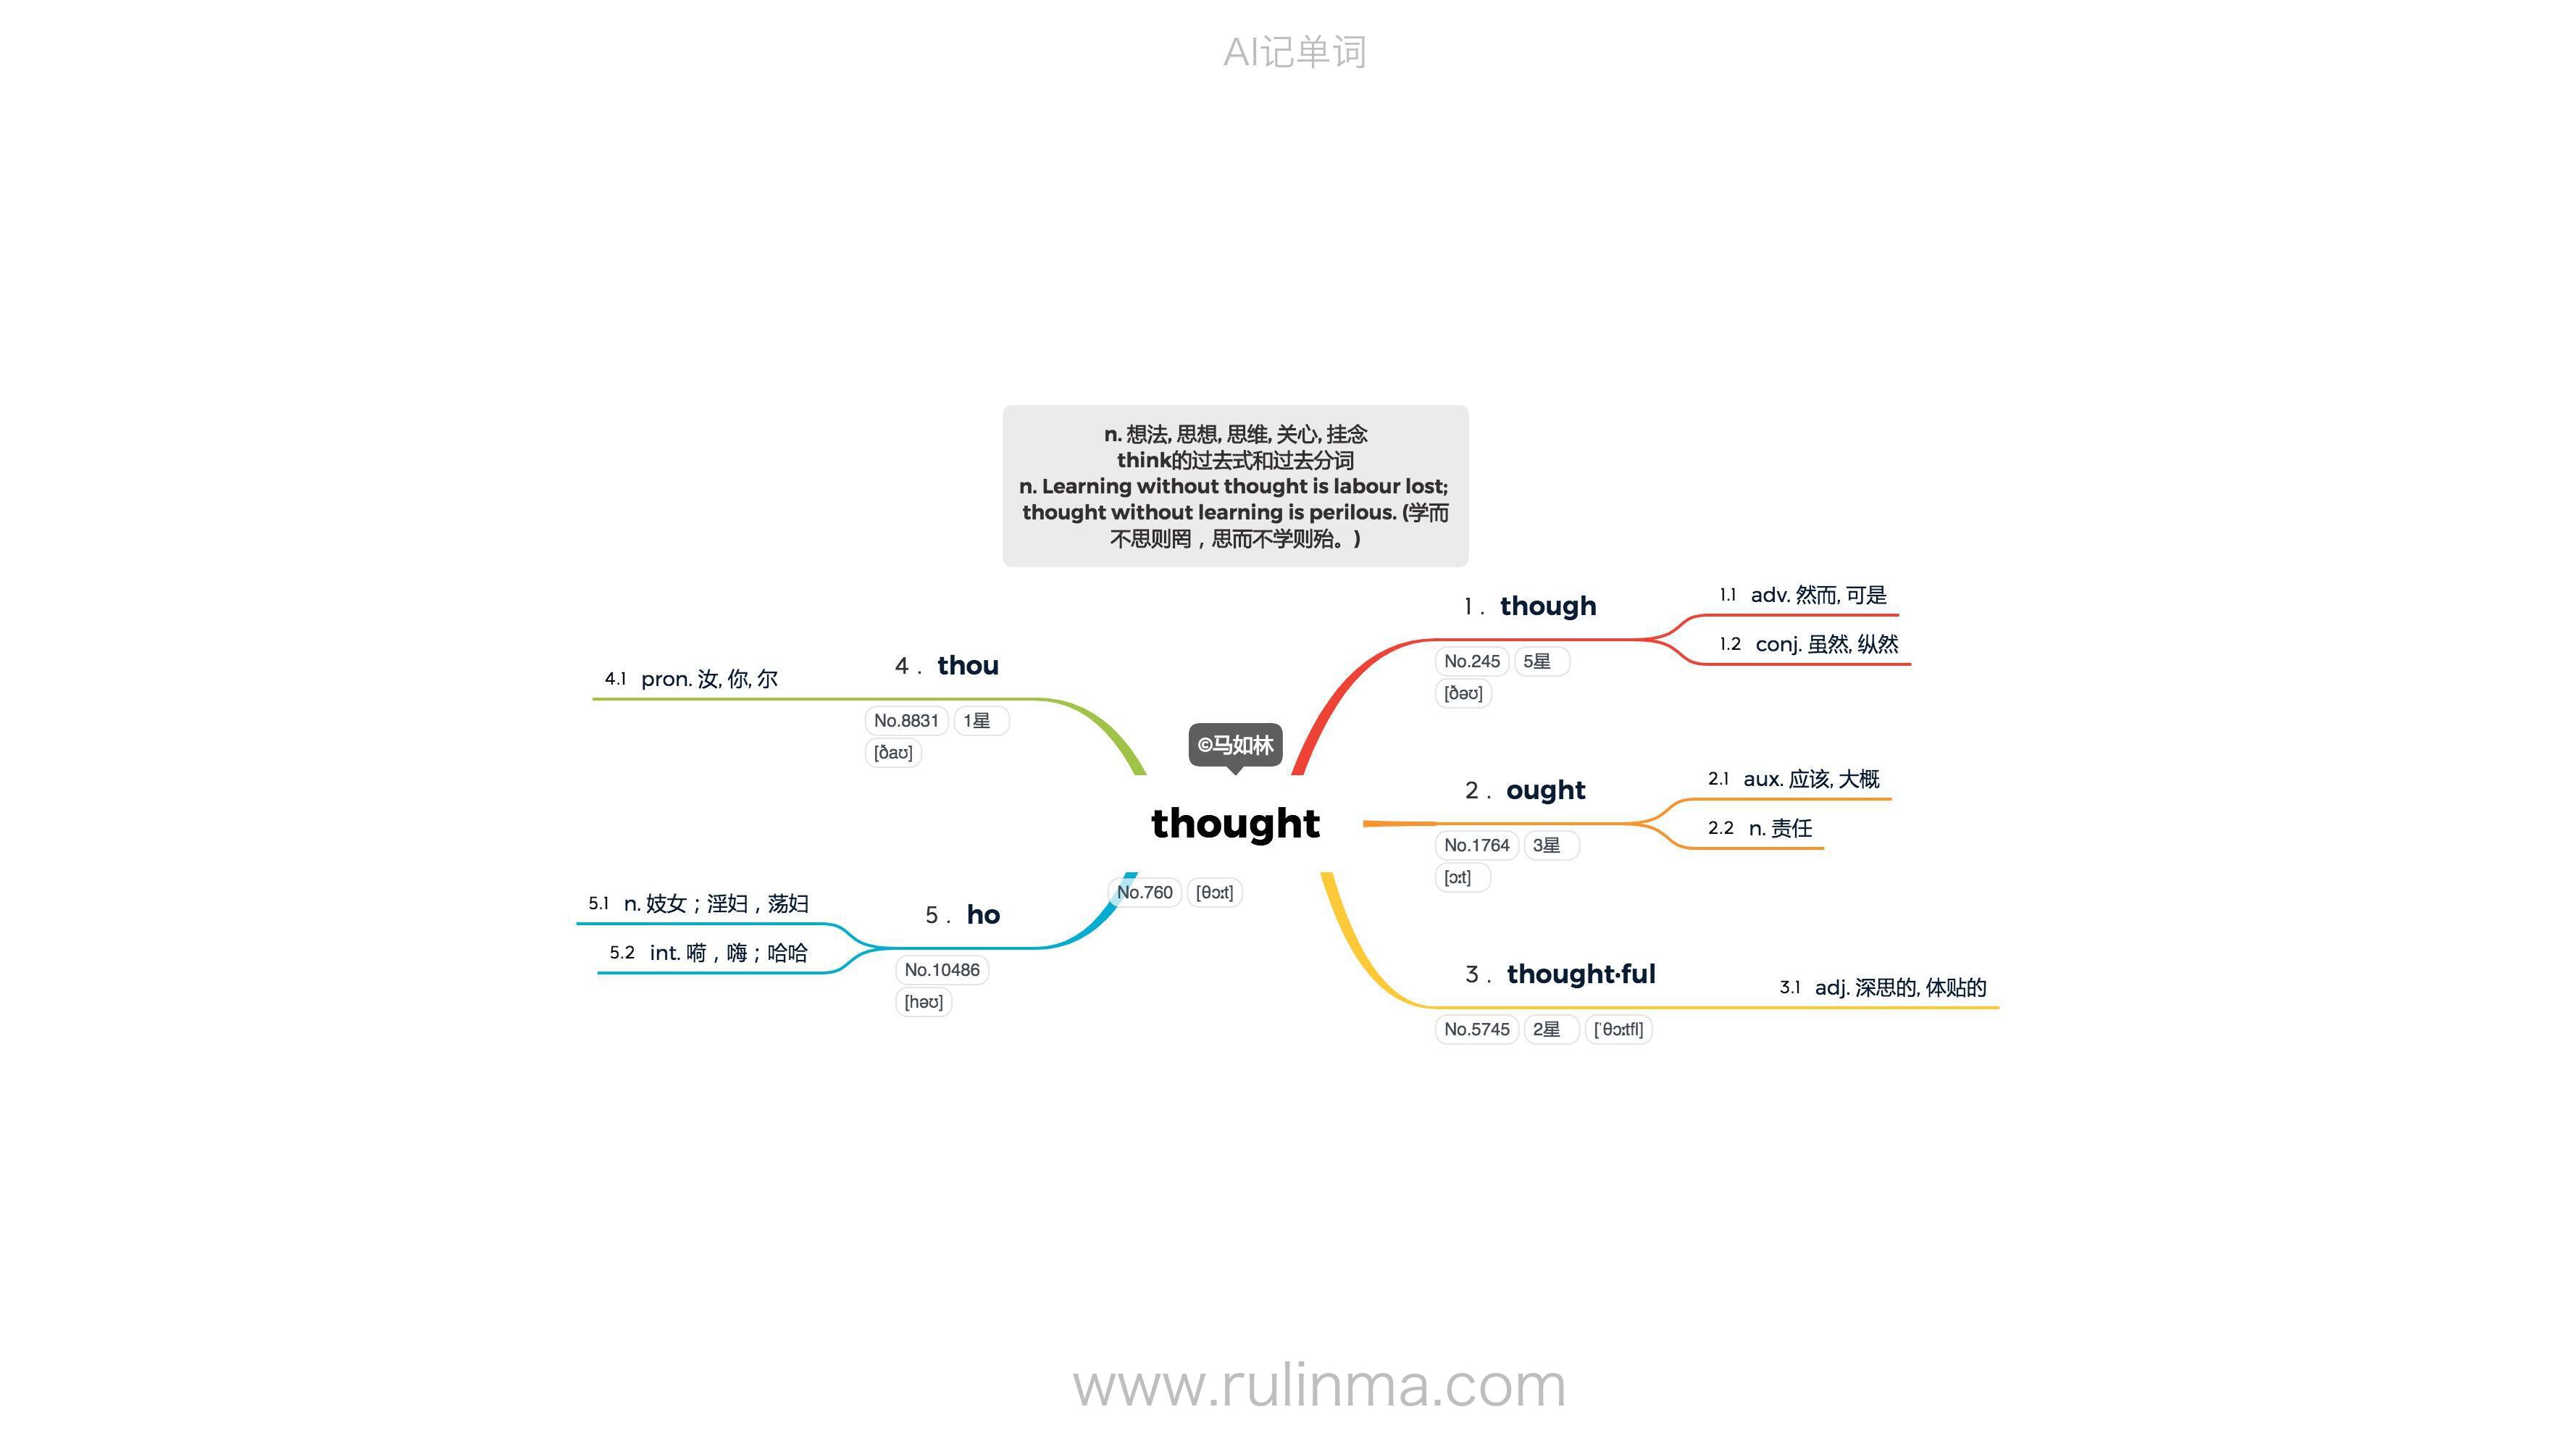 AI记单词
n. 想法, 思想, 思维, 关心, 挂念
think的过去式和过去分词
n. Learning without thought is labour lost;
thought without learning is perilous. (学而
不思则罔，思而不学则殆。)
©马如林
thought
No.760 [θɔːt]
1. though
No.245 5星
[ðəʊ]
1.1 adv. 然而, 可是
1.2 conj. 虽然, 纵然
2. ought
No.1764 3星
[ɔːt]
2.1 aux. 应该, 大概
2.2 n. 责任
3. thought·ful
No.5745 2星 [ˈθɔːtfl]
3.1 adj. 深思的, 体贴的
4. thou
No.8831 1星
[ðaʊ]
4.1 pron. 汝, 你, 尔
5. ho
No.10486
[həʊ]
5.1 n. 妓女；淫妇，荡妇
5.2 int. 嗬，嗨；哈哈
www.rulinma.com